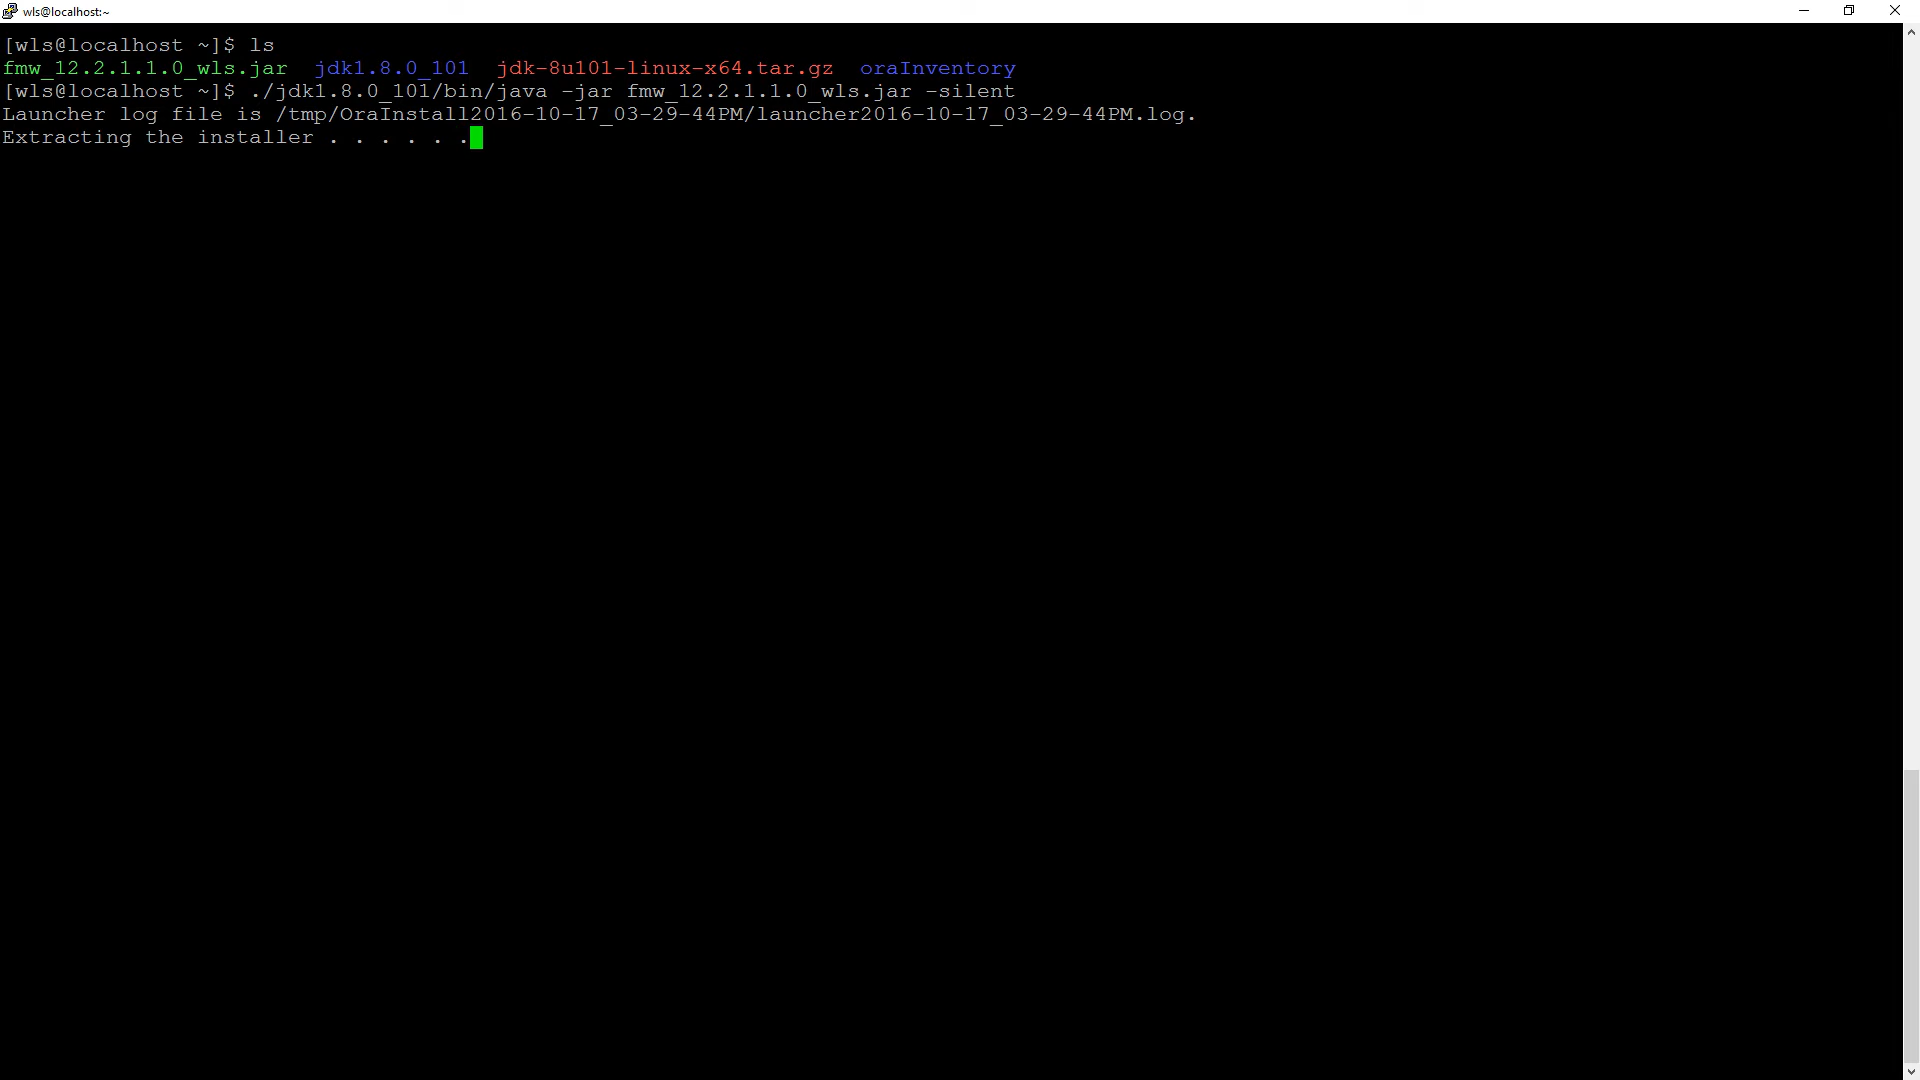 wls@localhost:~
[wls@localhost ~]$ ls
fmw_12.2.1.1.0_wls.jar  jdk1.8.0_101  jdk-8u101-linux-x64.tar.gz  oraInventory
[wls@localhost ~]$ ./jdk1.8.0_101/bin/java -jar fmw_12.2.1.1.0_wls.jar -silent
Launcher log file is /tmp/OraInstall2016-10-17_03-29-44PM/launcher2016-10-17_03-29-44PM.log.
Extracting the installer . . . . . .